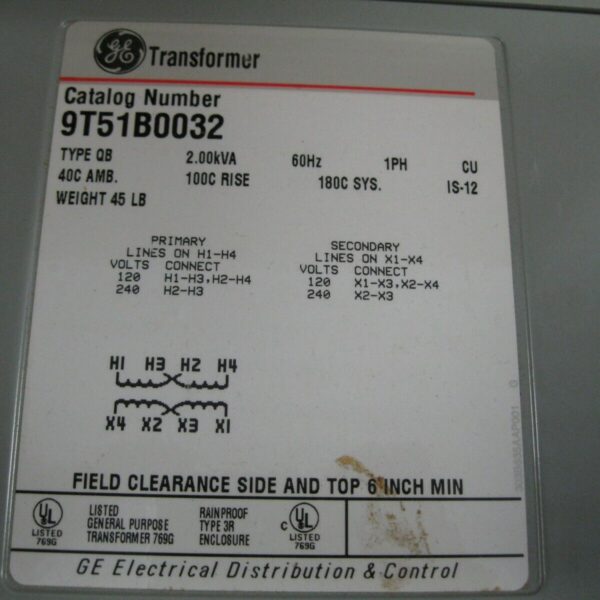 GE Transformer
Catalog Number
9T51B0032
TYPE QB 2.00kVA 60Hz 1PH CU
40C AMB. 100C RISE 180C SYS. IS-12
WEIGHT 45 LB
PRIMARY
LINES ON H1-H4
VOLTS CONNECT
120 H1-H3,H2-H4
240 H2-H3
SECONDARY
LINES ON X1-X4
VOLTS CONNECT
120 X1-X3,X2-X4
240 X2-X3
H1 H3 H2 H4
X4 X2 X3 X1
FIELD CLEARANCE SIDE AND TOP 6 INCH MIN
UL LISTED 769G
LISTED
GENERAL PURPOSE
TRANSFORMER 769G
RAINPROOF
TYPE 3R
ENCLOSURE
C UL LISTED 769G
GE Electrical Distribution & Control